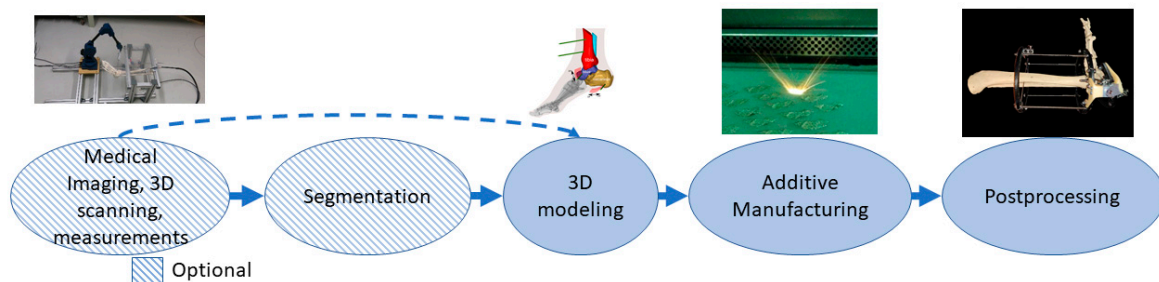 Medical
Imaging, 3D
scanning,
measurements
Segmentation
3D
modeling
Additive
Manufacturing
Postprocessing
Optional